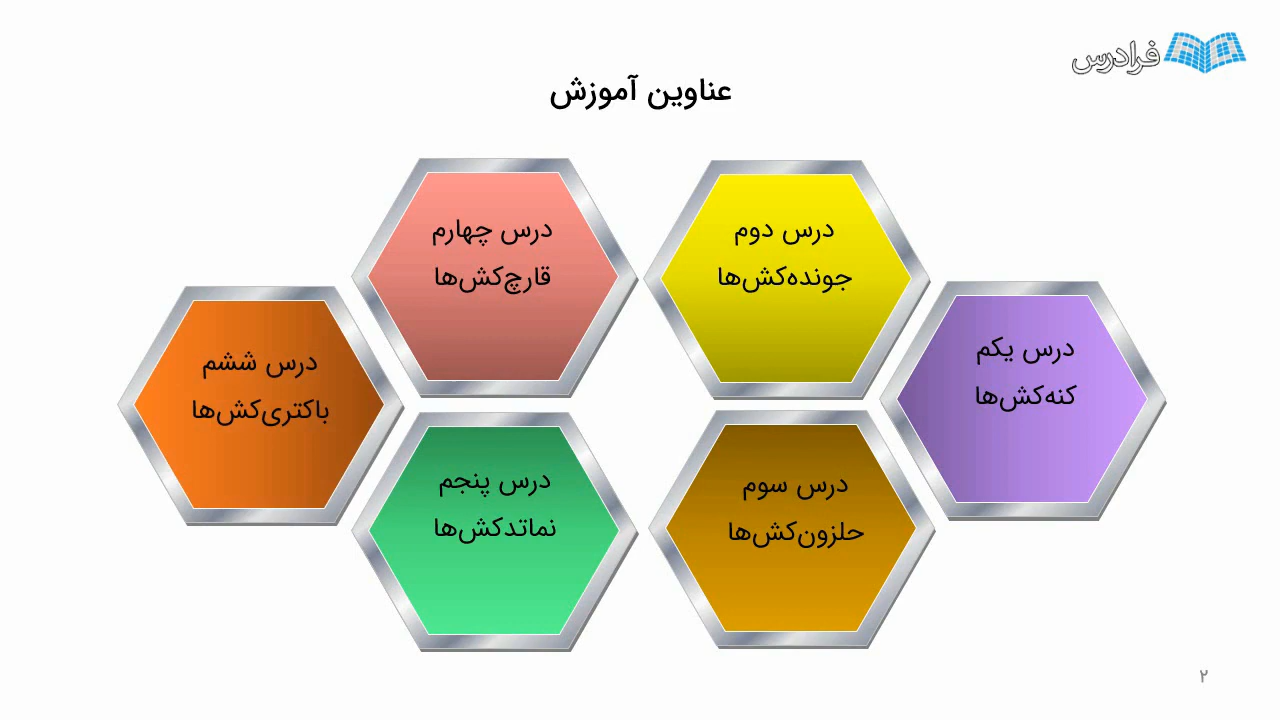 فرادرس
عناوین آموزش
درس یکم
کنه‌کش‌ها
درس دوم
جونده‌کش‌ها
درس سوم
حلزون‌کش‌ها
درس چهارم
قارچ‌کش‌ها
درس پنجم
نماتدکش‌ها
درس ششم
باکتری‌کش‌ها
۲